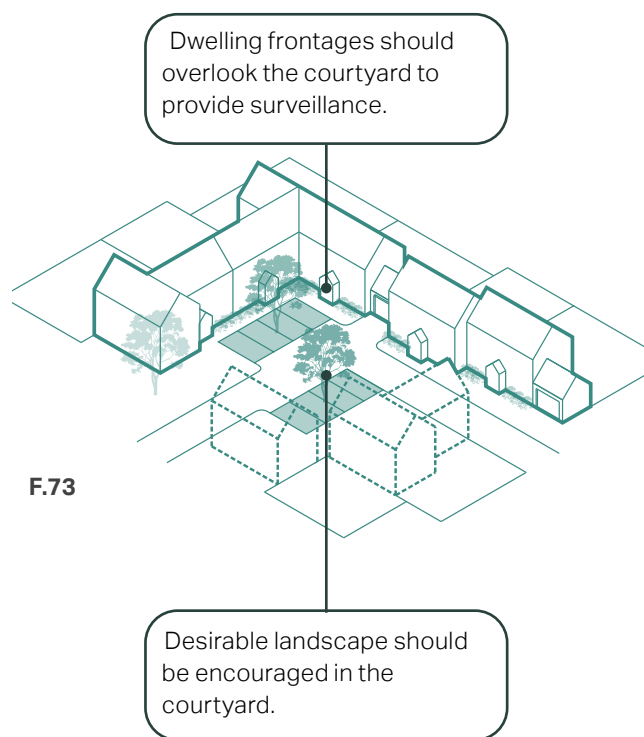 Dwelling frontages should
overlook the courtyard to
provide surveillance.
F.73
Desirable landscape should
be encouraged in the
courtyard.